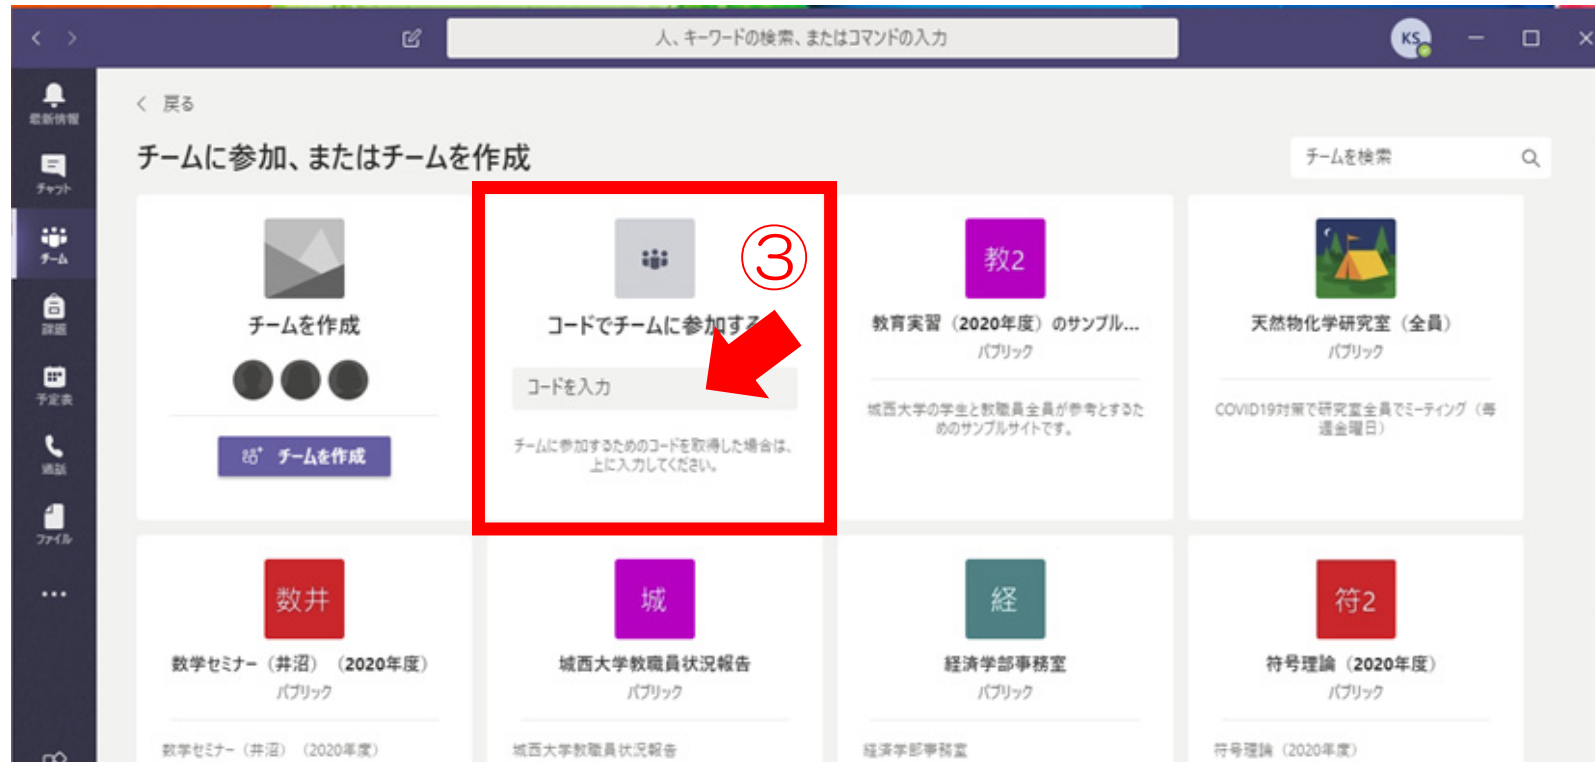 人、キーワードの検索、またはコマンドの入力
KS
最新情報
チャット
チーム
課題
予定表
通話
ファイル
戻る
チームに参加、またはチームを作成
チームを検索
チームを作成
チームを作成
③
コードでチームに参加する
コードを入力
チームに参加するためのコードを取得した場合は、
上に入力してください。
教2
教育実習（2020年度）のサンプル...
パブリック
城西大学の学生と教職員全員が参考とするた
めのサンプルサイトです。
天然物化学研究室（全員）
パブリック
COVID19対策で研究室全員でミーティング（毎
週金曜日）
数井
数学セミナー（井沼）（2020年度）
パブリック
数学セミナー（井沼）（2020年度）
城
城西大学教職員状況報告
パブリック
城西大学教職員状況報告
経
経済学部事務室
パブリック
経済学部事務室
符2
符号理論（2020年度）
パブリック
符号理論（2020年度）